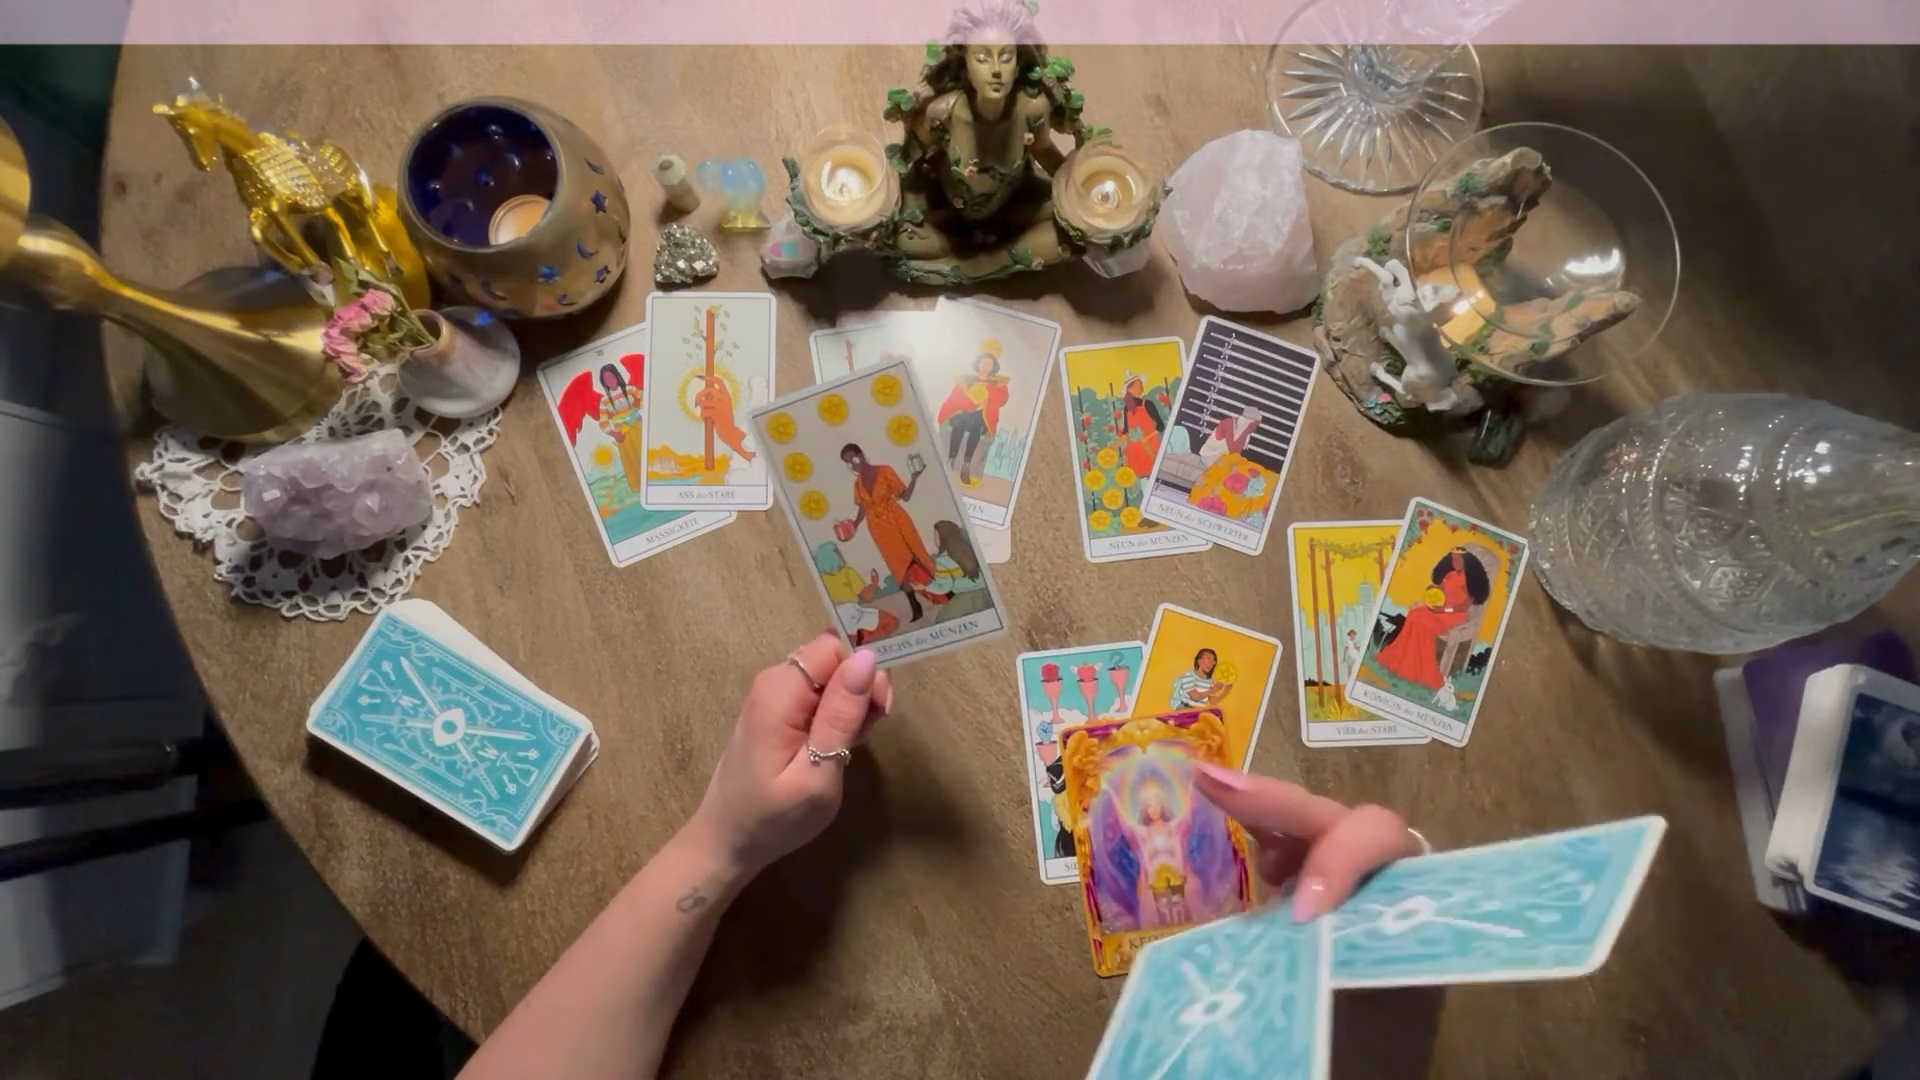 MÄSSIGKEIT
ASS der STÄBE
SECHS der MÜNZEN
NEUN der MÜNZEN
NEUN der SCHWERTER
VIER der STÄBE
KÖNIGIN der MÜNZEN